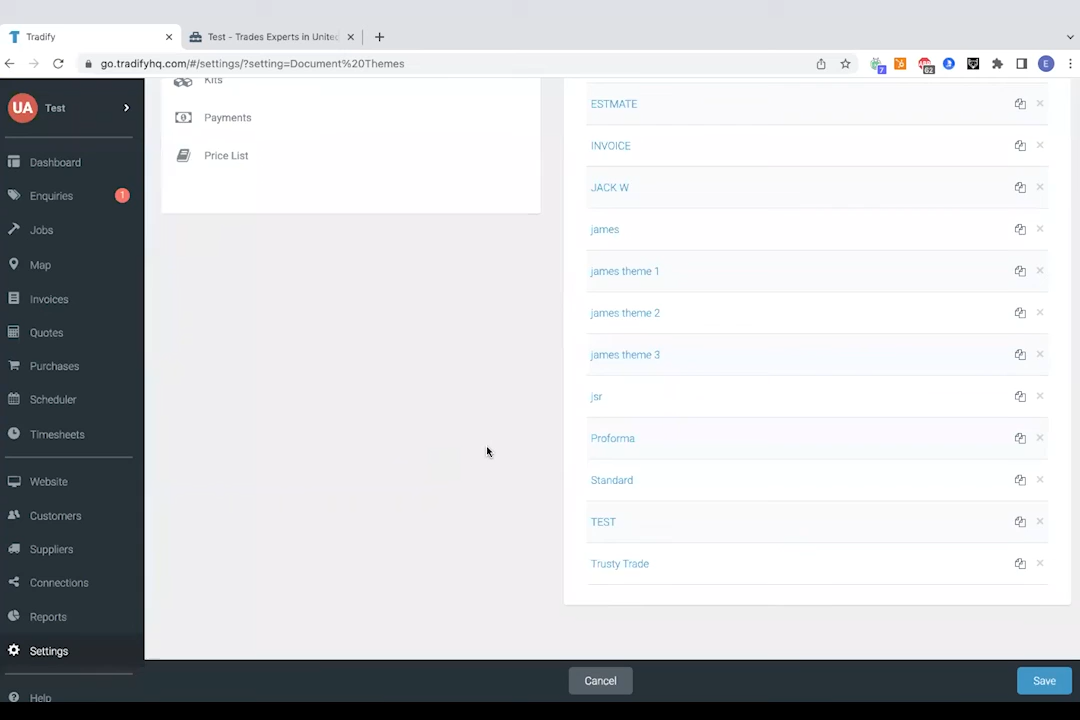 Tradify
Test - Trades Experts in United
go.tradifyhq.com/#/settings/?setting=Document%20Themes
7
62
E
UA
Test
Dashboard
Enquiries
1
Jobs
Map
Invoices
Quotes
Purchases
Scheduler
Timesheets
Website
Customers
Suppliers
Connections
Reports
Settings
Help
Kits
Payments
Price List
ESTMATE
INVOICE
JACK W
james
james theme 1
james theme 2
james theme 3
jsr
Proforma
Standard
TEST
Trusty Trade
Cancel
Save